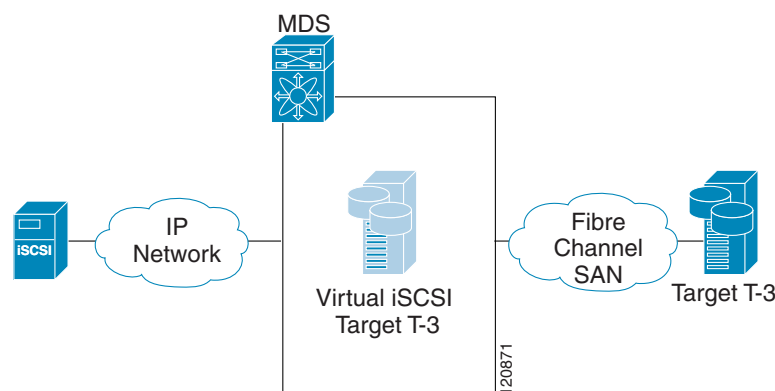 MDS
iSCSI
IP
Network
Virtual iSCSI
Target T-3
Fibre
Channel
SAN
Target T-3
120871